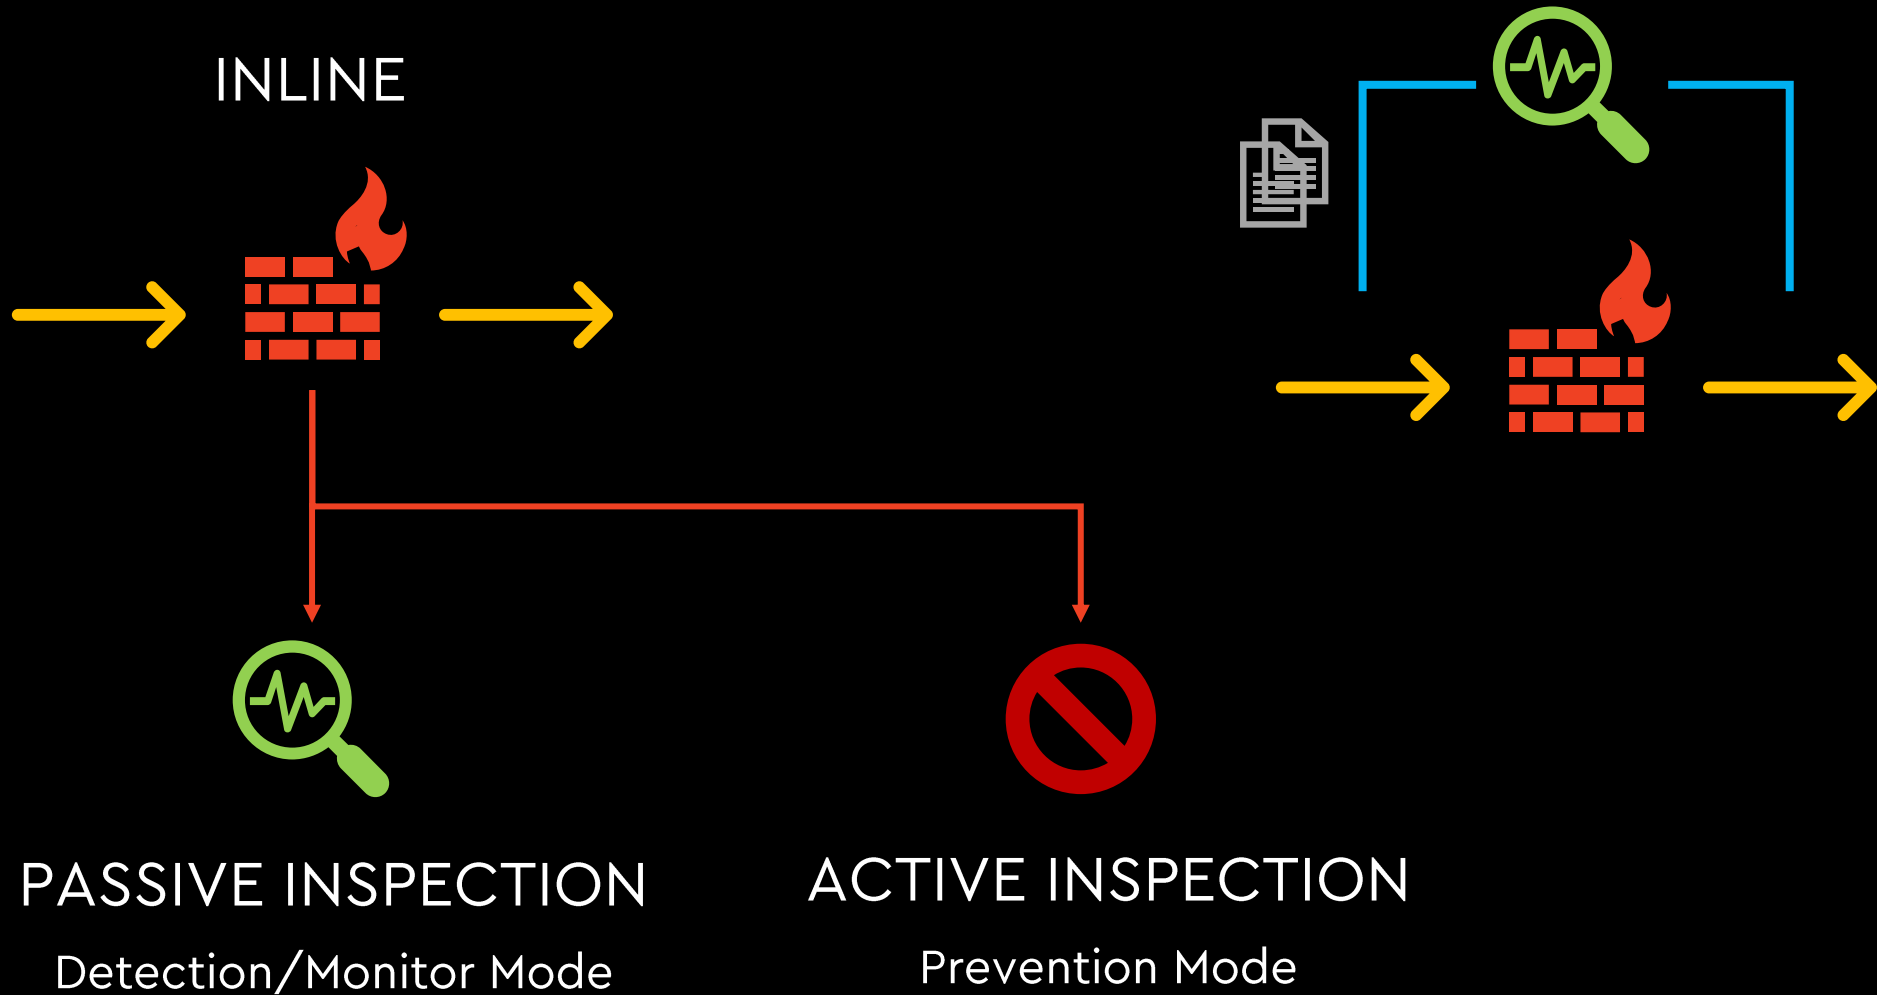 INLINE
PASSIVE INSPECTION
Detection/Monitor Mode
ACTIVE INSPECTION
Prevention Mode